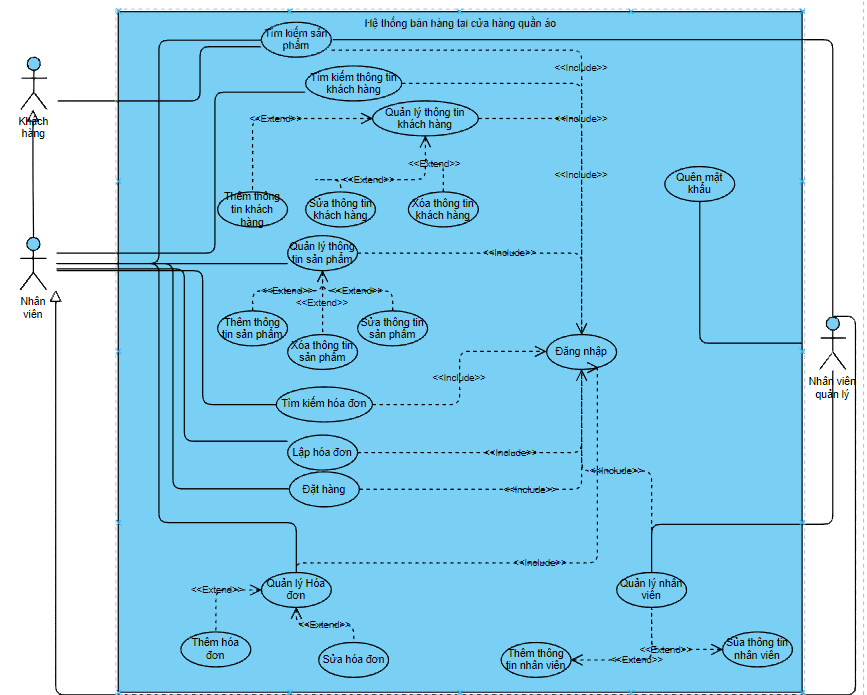 Hệ thống bán hàng tại cửa hàng quần áo
Tìm kiếm sản
phẩm
<<Include>>
Tìm kiếm thông tin
khách hàng
Khách
hàng
<<Extend>>
Quản lý thông tin
khách hàng
<<Include>>
<<Extend>>
<<Extend>>
<<Include>>
Quên mật
khẩu
Thêm thông
tin khách
hàng
Sửa thông tin
khách hàng
Xóa thông tin
khách hàng
Quản lý thông
tin sản phẩm
<<Include>>
Nhân
viên
<<Extend>>
<<Extend>>
<<Extend>>
Thêm thông
tin sản phẩm
Xóa thông tin
sản phẩm
Sửa thông tin
sản phẩm
Đăng nhập
<<Include>>
Nhân viên
quản lý
Tìm kiếm hóa đơn
Lập hóa đơn
<<Include>>
<<Include>>
Đặt hàng
<<Include>>
<<Include>>
Quản lý Hóa
đơn
<<Extend>>
Quản lý nhân
viên
<<Extend>>
Thêm hóa
đơn
Sửa hóa đơn
Thêm thông
tin nhân viên
<<Extend>>
<<Extend>>
Sủa thông tin
nhân viên